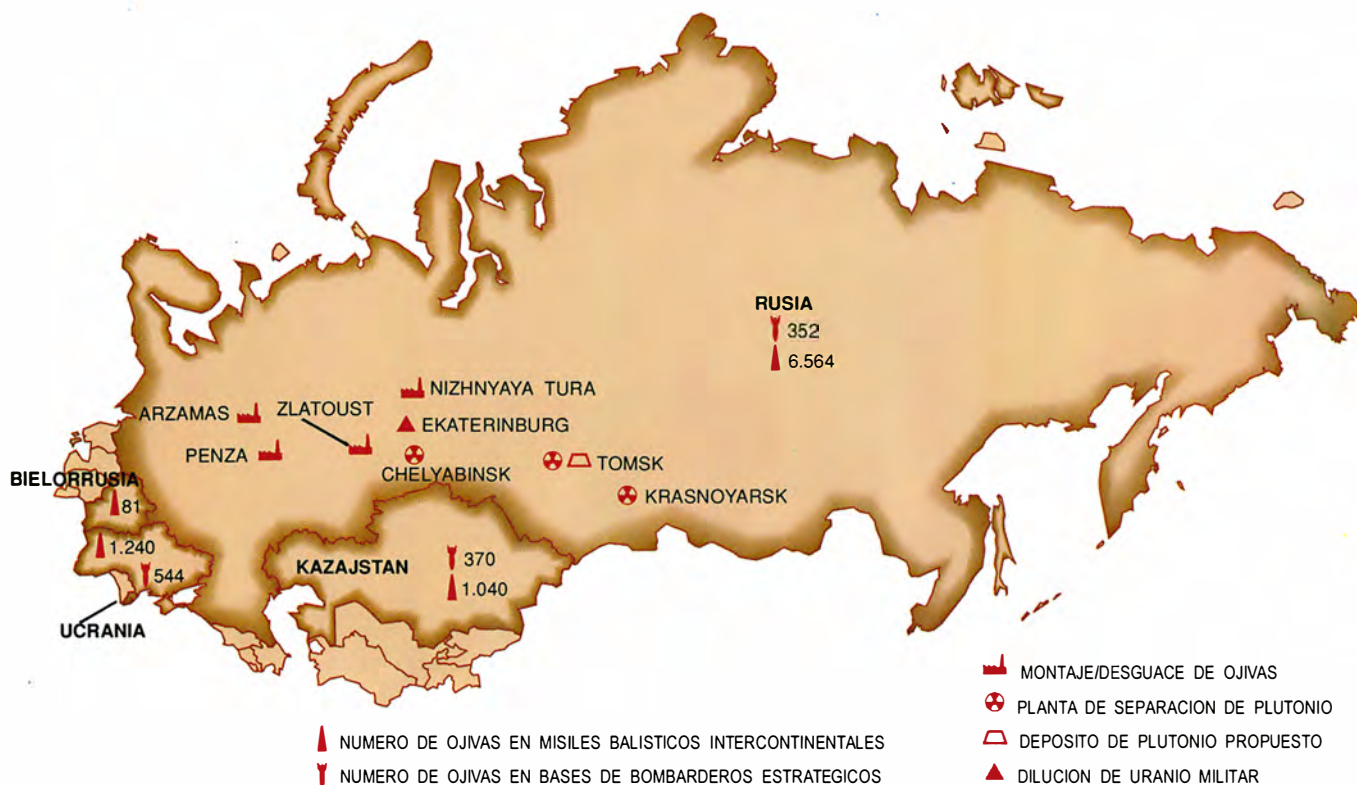 RUSIA
352
6.564
NIZHNYAYA TURA
ARZAMAS
ZLATOUST
EKATERINBURG
PENZA
CHELYABINSK
TOMSK
KRASNOYARSK
BIELORRUSIA
81
1.240
544
UCRANIA
KAZAJSTAN
370
1.040
NUMERO DE OJIVAS EN MISILES BALISTICOS INTERCONTINENTALES
NUMERO DE OJIVAS EN BASES DE BOMBARDEROS ESTRATEGICOS
MONTAJE/DESGUACE DE OJIVAS
PLANTA DE SEPARACION DE PLUTONIO
DEPOSITO DE PLUTONIO PROPUESTO
DILUCION DE URANIO MILITAR